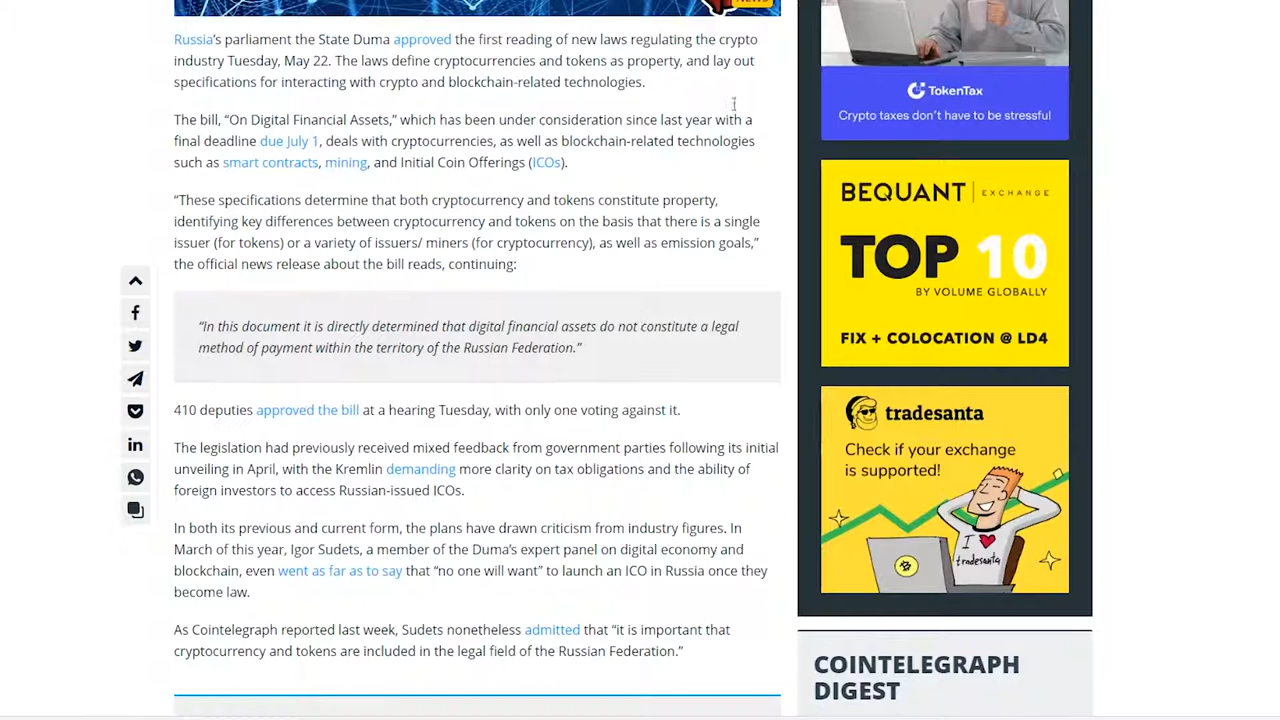 NEWS
Russia's parliament the State Duma approved the first reading of new laws regulating the crypto
industry Tuesday, May 22. The laws define cryptocurrencies and tokens as property, and lay out
specifications for interacting with crypto and blockchain-related technologies.
The bill, “On Digital Financial Assets,” which has been under consideration since last year with a
final deadline due July 1, deals with cryptocurrencies, as well as blockchain-related technologies
such as smart contracts, mining, and Initial Coin Offerings (ICOs).
“These specifications determine that both cryptocurrency and tokens constitute property,
identifying key differences between cryptocurrency and tokens on the basis that there is a single
issuer (for tokens) or a variety of issuers/ miners (for cryptocurrency), as well as emission goals,”
the official news release about the bill reads, continuing:
“In this document it is directly determined that digital financial assets do not constitute a legal
method of payment within the territory of the Russian Federation.”
410 deputies approved the bill at a hearing Tuesday, with only one voting against it.
The legislation had previously received mixed feedback from government parties following its initial
unveiling in April, with the Kremlin demanding more clarity on tax obligations and the ability of
foreign investors to access Russian-issued ICOs.
In both its previous and current form, the plans have drawn criticism from industry figures. In
March of this year, Igor Sudets, a member of the Duma's expert panel on digital economy and
blockchain, even went as far as to say that “no one will want” to launch an ICO in Russia once they
become law.
As Cointelegraph reported last week, Sudets nonetheless admitted that “it is important that
cryptocurrency and tokens are included in the legal field of the Russian Federation.”
TokenTax
Crypto taxes don't have to be stressful
BEQUANT | EXCHANGE
TOP 10
BY VOLUME GLOBALLY
FIX + COLOCATION @ LD4
tradesanta
Check if your exchange
is supported!
I
tradesanta
COINTELEGRAPH
DIGEST